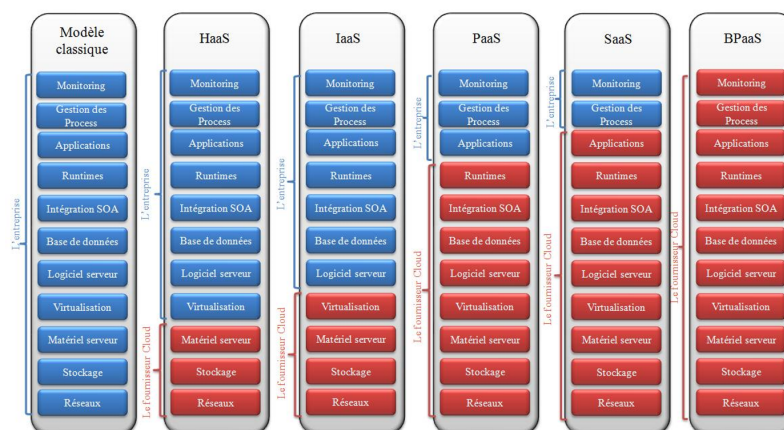 Modèle
classique
L'entreprise
Monitoring
Gestion des
Process
Applications
Runtimes
Intégration SOA
Base de données
Logiciel serveur
Virtualisation
Matériel serveur
Stockage
Réseaux
HaaS
L'entreprise
Le fournisseur Cloud
Monitoring
Gestion des
Process
Applications
Runtimes
Intégration SOA
Base de données
Logiciel serveur
Virtualisation
Matériel serveur
Stockage
Réseaux
IaaS
L'entreprise
Le fournisseur Cloud
Monitoring
Gestion des
Process
Applications
Runtimes
Intégration SOA
Base de données
Logiciel serveur
Virtualisation
Matériel serveur
Stockage
Réseaux
PaaS
L'entreprise
Le fournisseur Cloud
Monitoring
Gestion des
Process
Applications
Runtimes
Intégration SOA
Base de données
Logiciel serveur
Virtualisation
Matériel serveur
Stockage
Réseaux
SaaS
L'entreprise
Le fournisseur Cloud
Monitoring
Gestion des
Process
Applications
Runtimes
Intégration SOA
Base de données
Logiciel serveur
Virtualisation
Matériel serveur
Stockage
Réseaux
BPaaS
Le fournisseur Cloud
Monitoring
Gestion des
Process
Applications
Runtimes
Intégration SOA
Base de données
Logiciel serveur
Virtualisation
Matériel serveur
Stockage
Réseaux